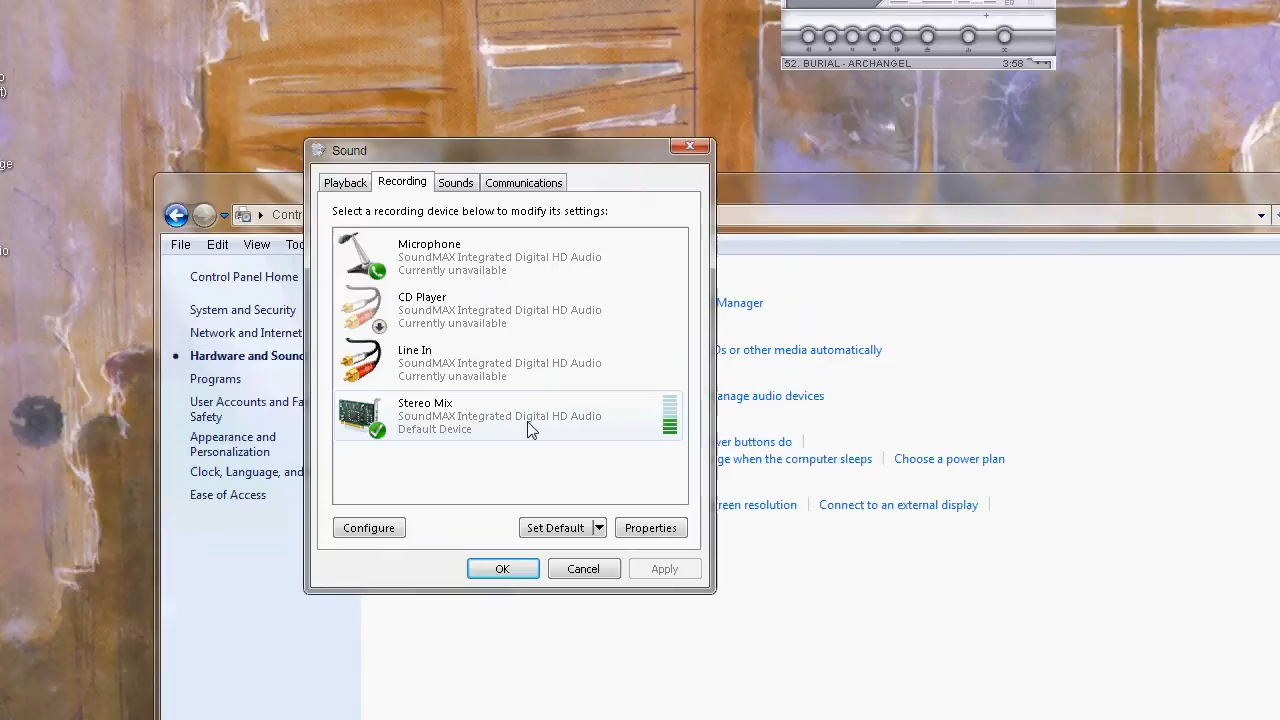 ge
52. BURIAL - ARCHANGEL 3:58
Sound
Playback Recording Sounds Communications
Select a recording device below to modify its settings:
Microphone
SoundMAX Integrated Digital HD Audio
Currently unavailable
CD Player
SoundMAX Integrated Digital HD Audio
Currently unavailable
Line In
SoundMAX Integrated Digital HD Audio
Currently unavailable
Stereo Mix
SoundMAX Integrated Digital HD Audio
Default Device
Configure Set Default Properties
OK Cancel Apply
Contr
File Edit View Too
Control Panel Home
System and Security
Network and Internet
Hardware and Sound
Programs
User Accounts and Fa
Safety
Appearance and
Personalization
Clock, Language, and
Ease of Access
Manager
Ds or other media automatically
anage audio devices
wer buttons do
ge when the computer sleeps Choose a power plan
reen resolution Connect to an external display